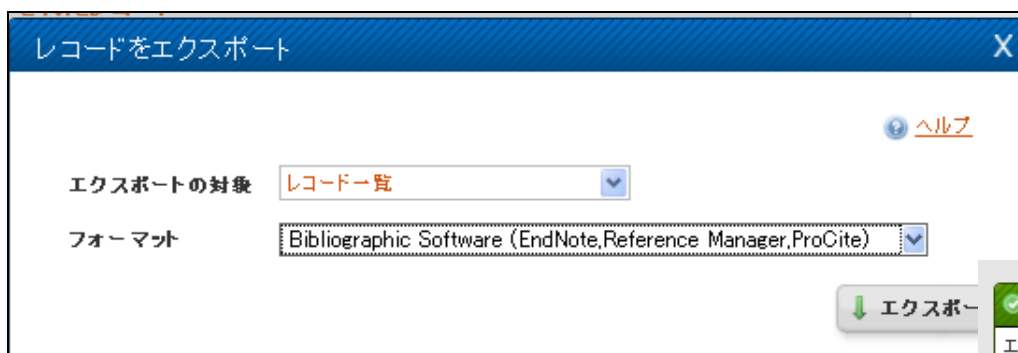 レコードをエクスポート X
ヘルプ
エクスポートの対象 レコード一覧
フォーマット Bibliographic Software (EndNote,Reference Manager,ProCite)
エクスポー
エ